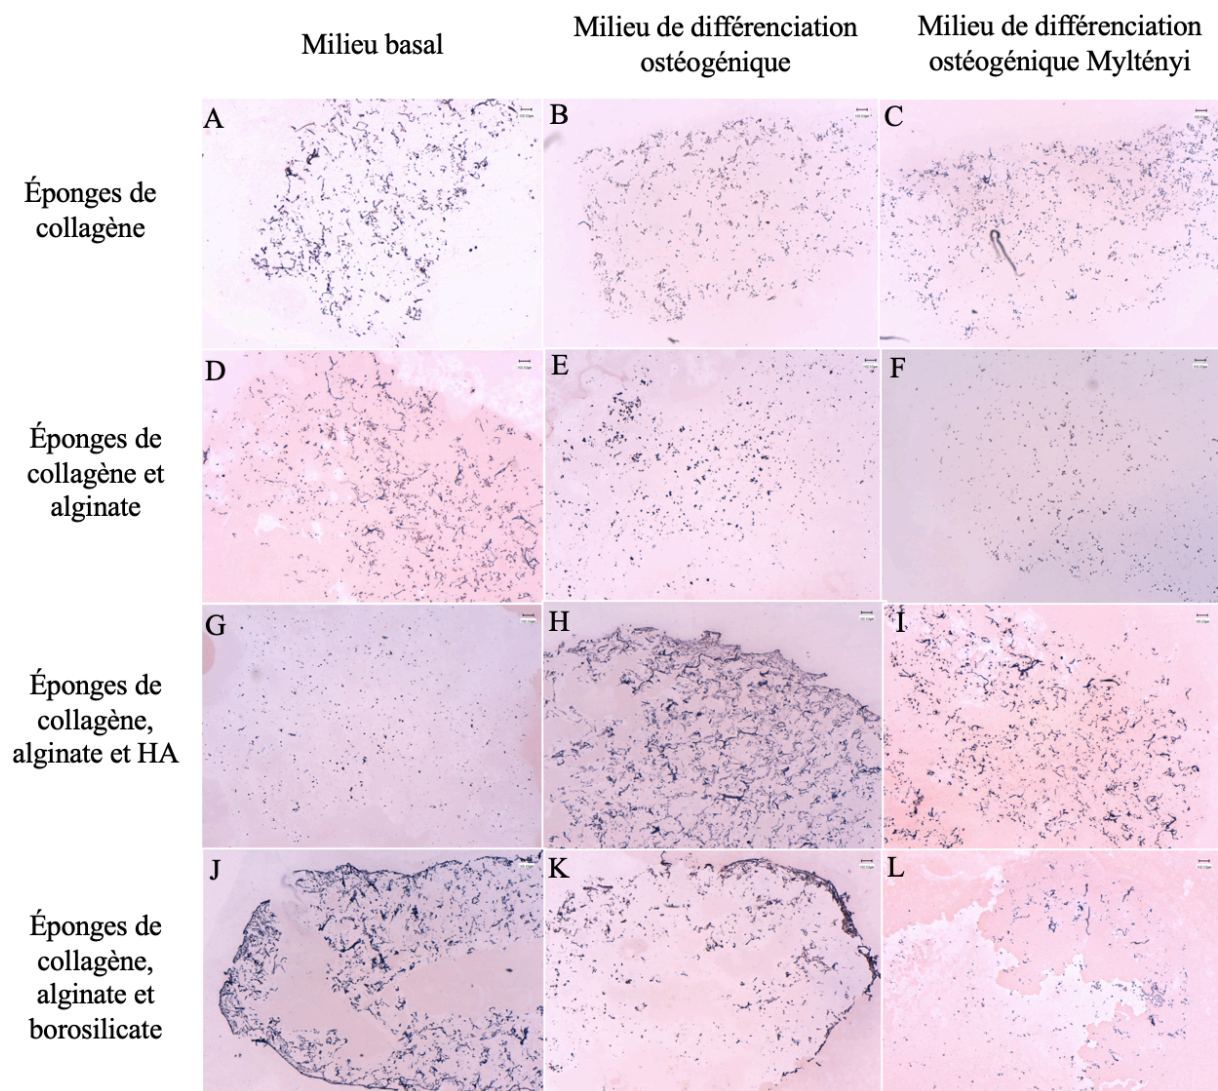 Milieu basal
Milieu de différenciation
ostéogénique
Milieu de différenciation
ostéogénique Myltényi
Éponges de
collagène
A
B
C
Éponges de
collagène et
alginate
D
E
F
Éponges de
collagène,
alginate et HA
G
H
I
Éponges de
collagène,
alginate et
borosilicate
J
K
L